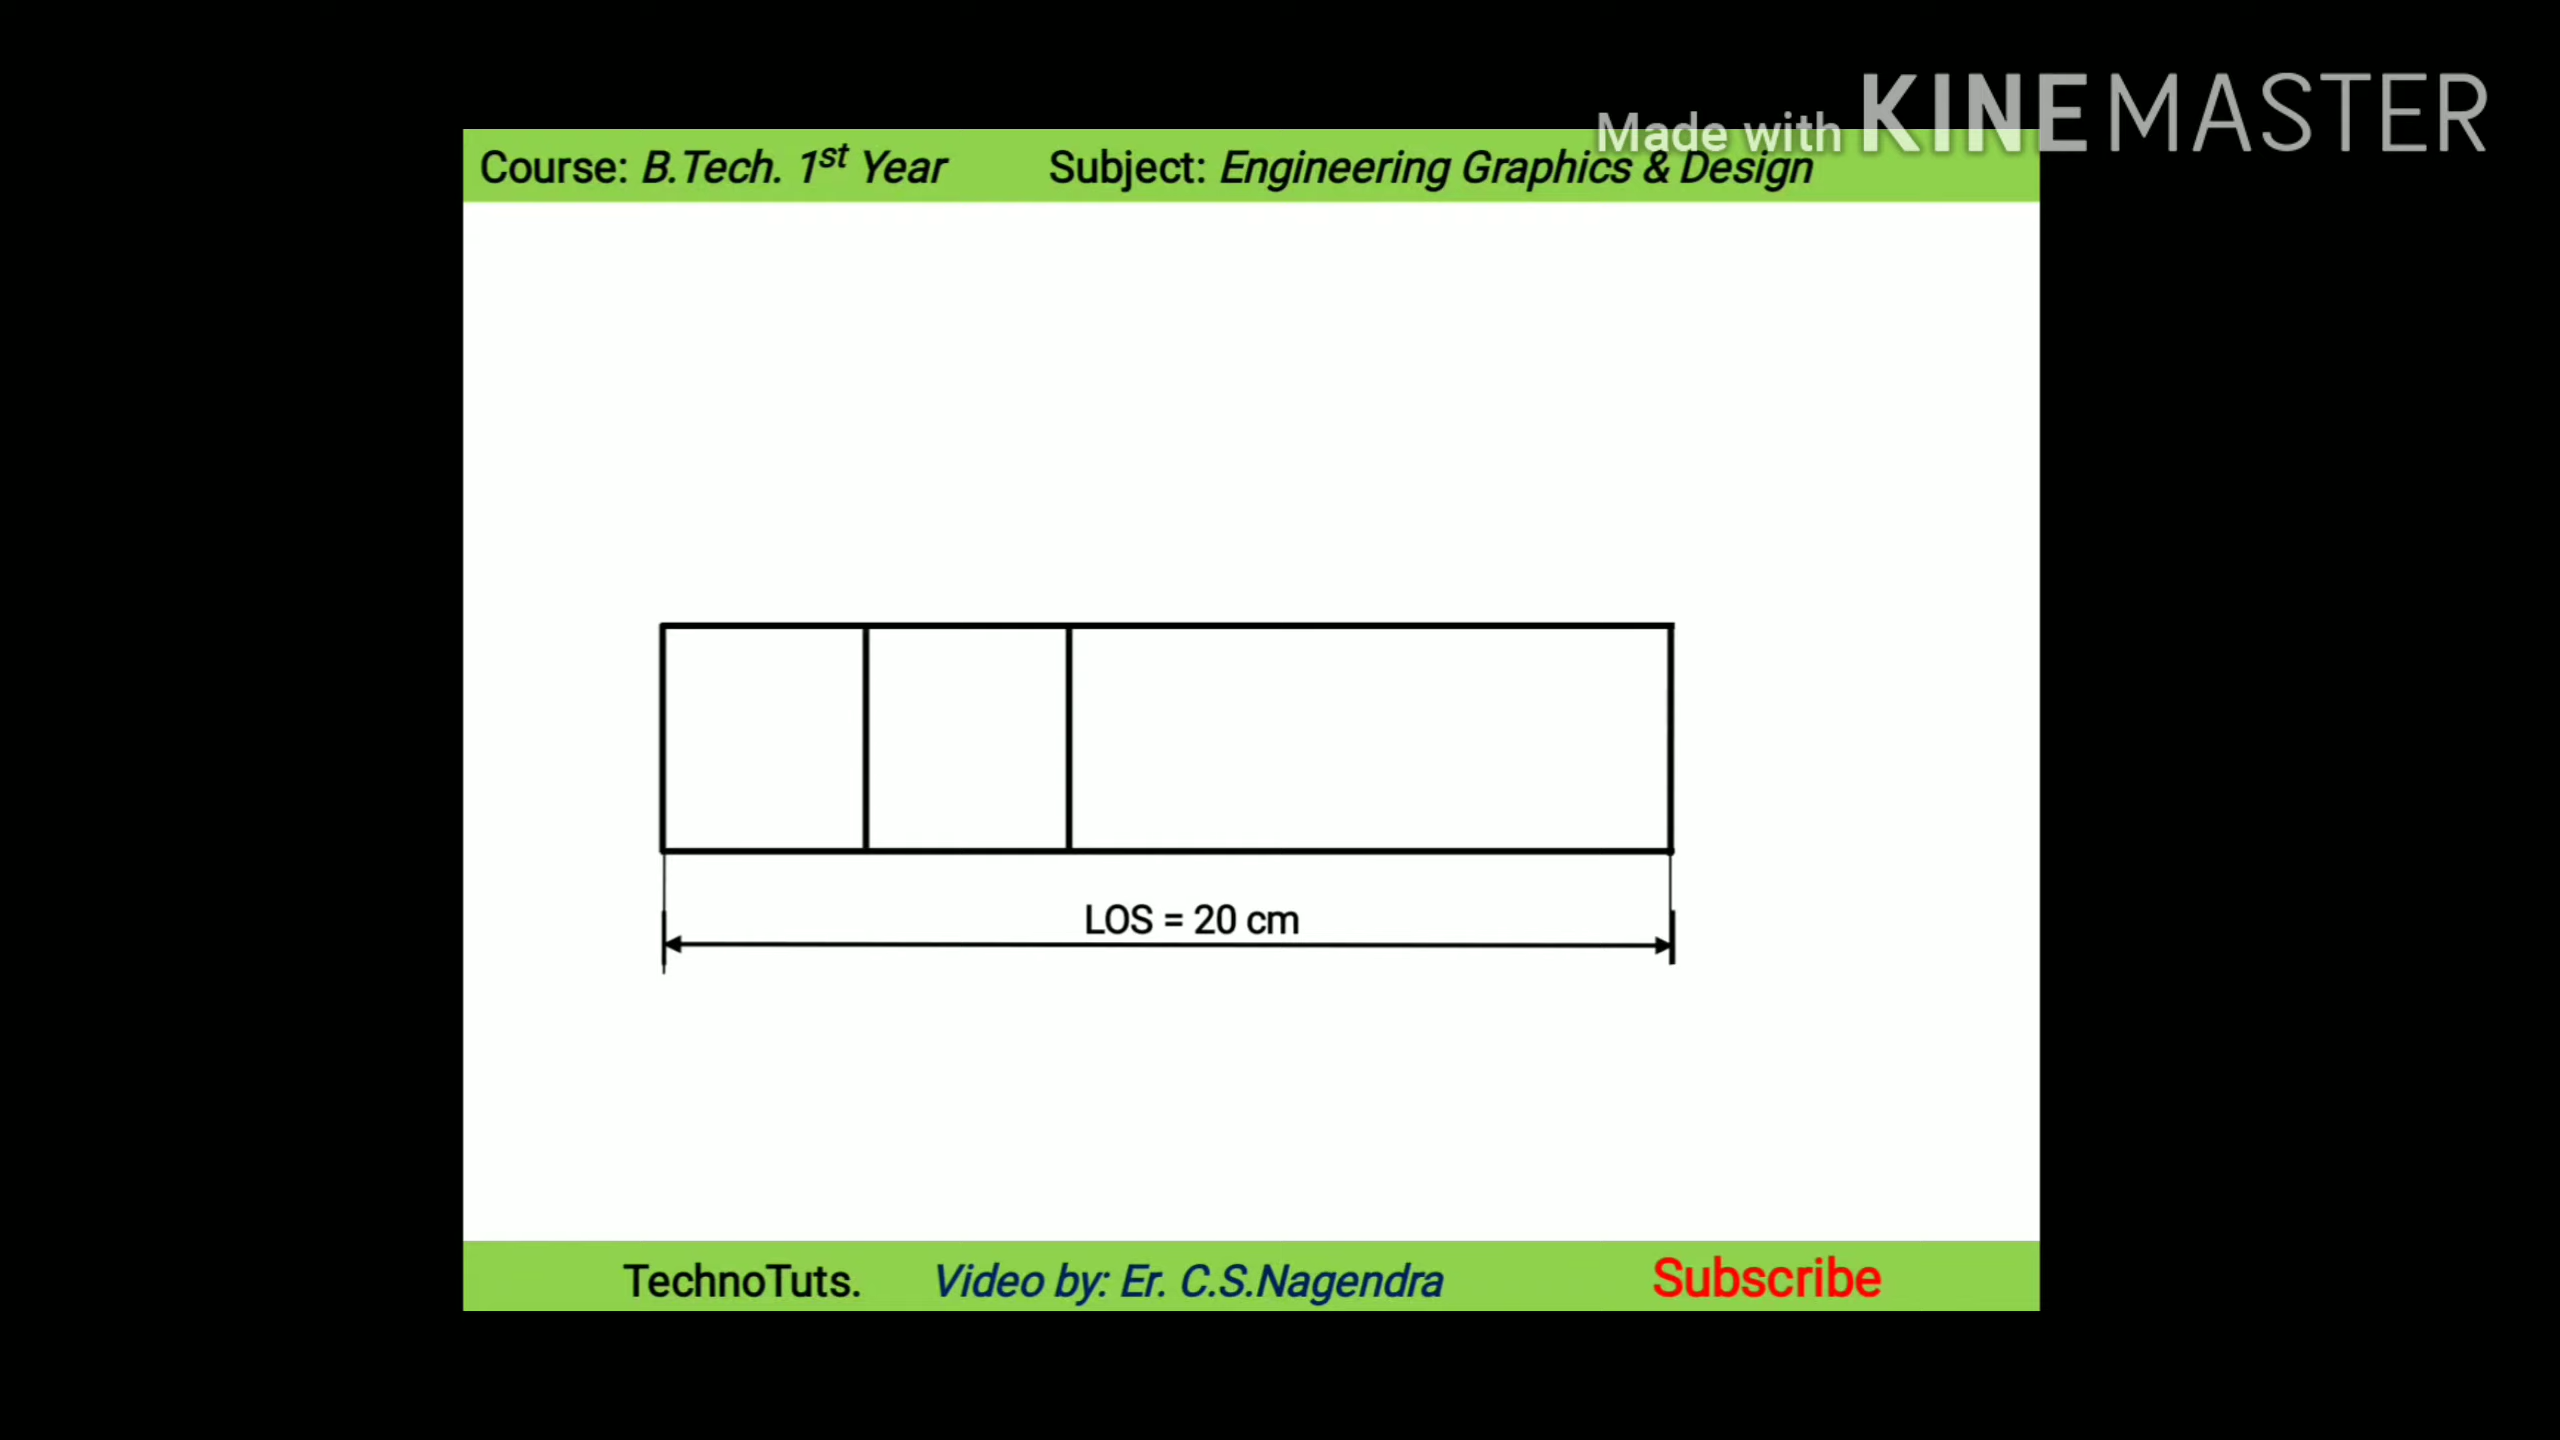 Made with KINEMASTER
Course: B.Tech. 1st Year Subject: Engineering Graphics & Design
LOS = 20 cm
TechnoTuts. Video by: Er. C.S.Nagendra Subscribe